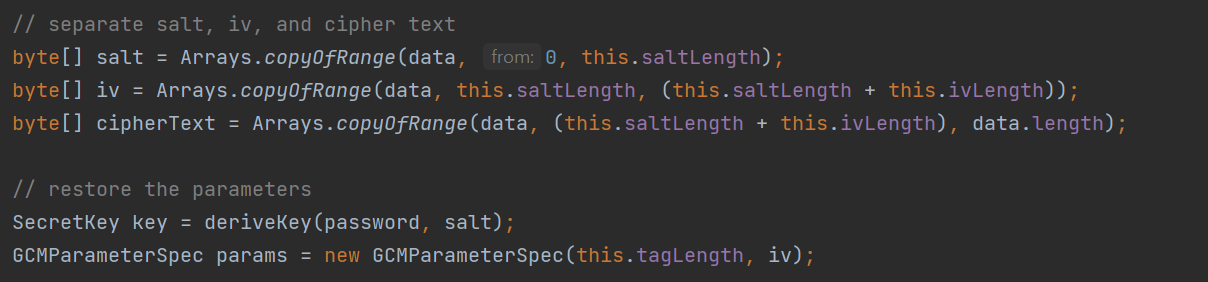 // separate salt, iv, and cipher text
byte[] salt = Arrays.copyOfRange(data, from: 0, this.saltLength);
byte[] iv = Arrays.copyOfRange(data, this.saltLength, (this.saltLength + this.ivLength));
byte[] cipherText = Arrays.copyOfRange(data, (this.saltLength + this.ivLength), data.length);
// restore the parameters
SecretKey key = deriveKey(password, salt);
GCMParameterSpec params = new GCMParameterSpec(this.tagLength, iv);